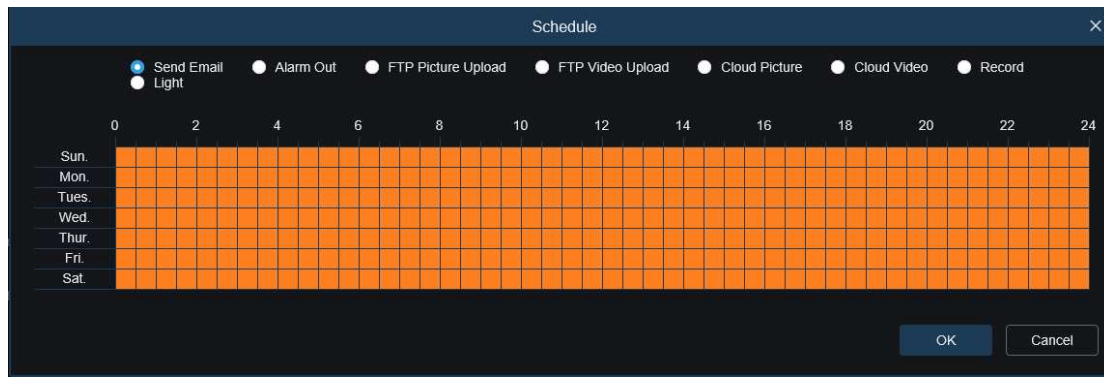 Schedule
Send Email Alarm Out FTP Picture Upload FTP Video Upload Cloud Picture Cloud Video Record
Light
0 2 4 6 8 10 12 14 16 18 20 22 24
Sun.
Mon.
Tues.
Wed.
Thur.
Fri.
Sat.
OK Cancel